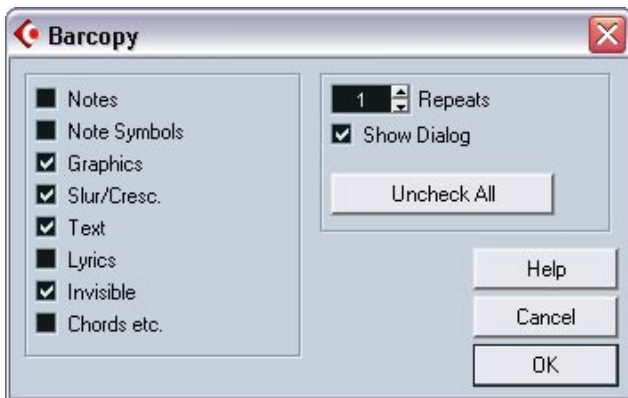 Barcopy
Notes
Note Symbols
Graphics
Slur/Cresc.
Text
Lyrics
Invisible
Chords etc.
1 Repeats
Show Dialog
Uncheck All
Help
Cancel
OK